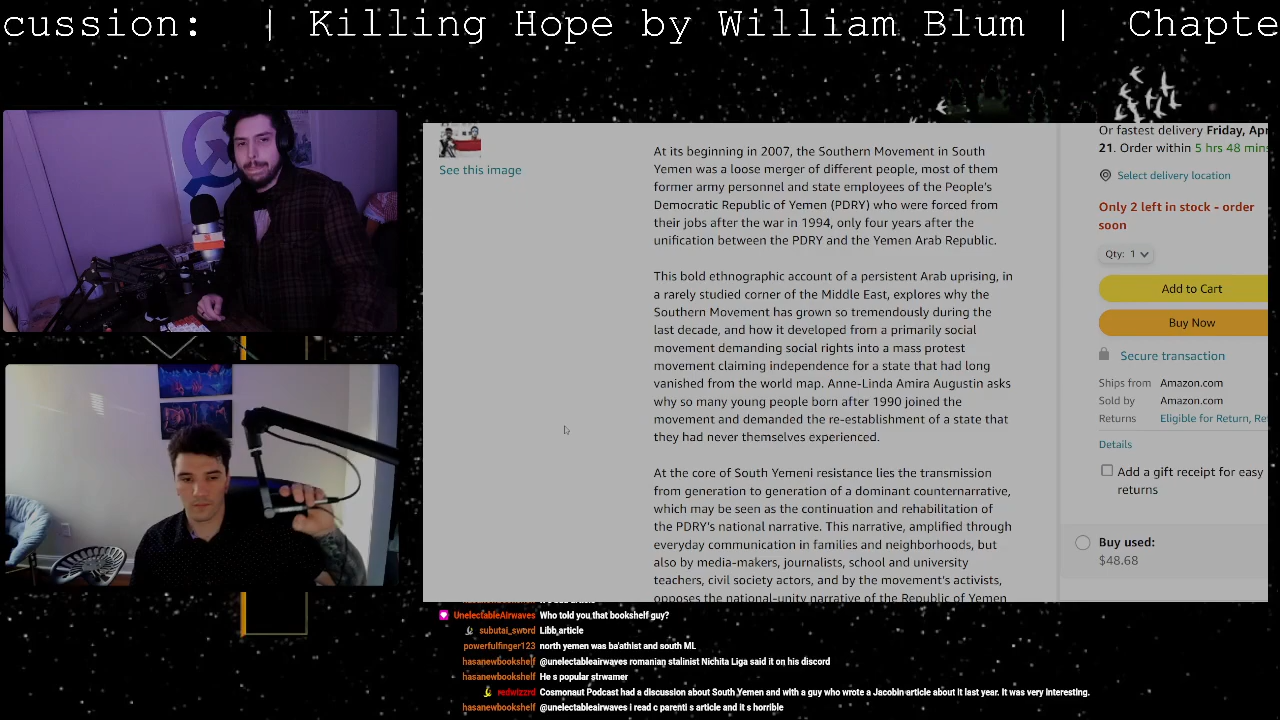 cussion:   | Killing Hope by William Blum |  Chapte
See this image
At its beginning in 2007, the Southern Movement in South
Yemen was a loose merger of different people, most of them
former army personnel and state employees of the People's
Democratic Republic of Yemen (PDRY) who were forced from
their jobs after the war in 1994, only four years after the
unification between the PDRY and the Yemen Arab Republic.
This bold ethnographic account of a persistent Arab uprising, in
a rarely studied corner of the Middle East, explores why the
Southern Movement has grown so tremendously during the
last decade, and how it developed from a primarily social
movement demanding social rights into a mass protest
movement claiming independence for a state that had long
vanished from the world map. Anne-Linda Amira Augustin asks
why so many young people born after 1990 joined the
movement and demanded the re-establishment of a state that
they had never themselves experienced.
At the core of South Yemeni resistance lies the transmission
from generation to generation of a dominant counternarrative,
which may be seen as the continuation and rehabilitation of
the PDRY's national narrative. This narrative, amplified through
everyday communication in families and neighborhoods, but
also by media-makers, journalists, school and university
teachers, civil society actors, and by the movement's activists,
opposes the national-unity narrative of the Republic of Yemen
Or fastest delivery Friday, Apr
21. Order within 5 hrs 48 mins
Select delivery location
Only 2 left in stock - order
soon
Qty: 1
Add to Cart
Buy Now
Secure transaction
Ships from Amazon.com
Sold by Amazon.com
Returns Eligible for Return, Re
Details
Add a gift receipt for easy
returns
Buy used:
$48.68
UnelectableAirwaves Who told you that bookshelf guy?
subutai_sword Libb article
powerfulfinger123 north yemen was ba'athist and south ML
hasanewbookshelf @unelectableairwaves romanian stalinist Nichita Liga said it on his discord
hasanewbookshelf He s popular strwamer
redwizzrd Cosmonaut Podcast had a discussion about South Yemen and with a guy who wrote a Jacobin article about it last year. It was very interesting.
hasanewbookshelf @unelectableairwaves i read c parenti s article and it s horrible